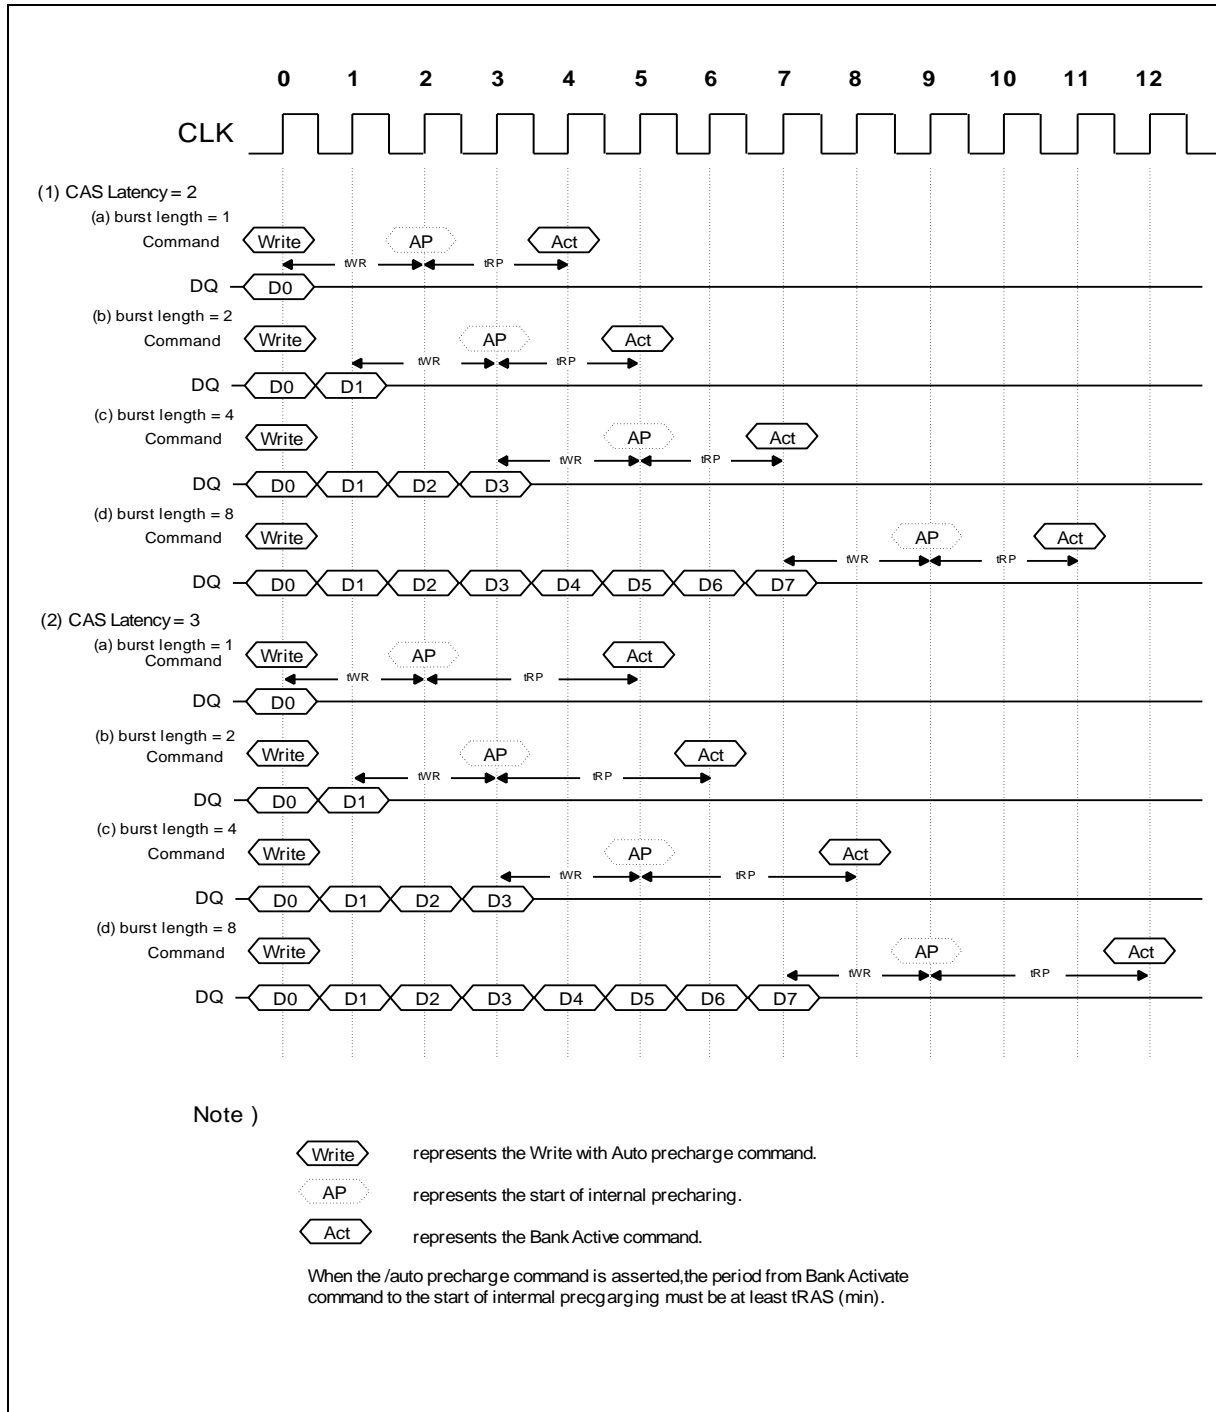 0 1 2 3 4 5 6 7 8 9 10 11 12
CLK
(1) CAS Latency = 2
(a) burst length = 1
Command Write AP Act
tWR tRP
DQ D0
(b) burst length = 2
Command Write AP Act
tWR tRP
DQ D0 D1
(c) burst length = 4
Command Write AP Act
tWR tRP
DQ D0 D1 D2 D3
(d) burst length = 8
Command Write AP Act
tWR tRP
DQ D0 D1 D2 D3 D4 D5 D6 D7
(2) CAS Latency = 3
(a) burst length = 1
Command Write AP Act
tWR tRP
DQ D0
(b) burst length = 2
Command Write AP Act
tWR tRP
DQ D0 D1
(c) burst length = 4
Command Write AP Act
tWR tRP
DQ D0 D1 D2 D3
(d) burst length = 8
Command Write AP Act
tWR tRP
DQ D0 D1 D2 D3 D4 D5 D6 D7
Note )
Write represents the Write with Auto precharge command.
AP represents the start of internal precharing.
Act represents the Bank Active command.
When the /auto precharge command is asserted,the period from Bank Activate
command to the start of intermal precgarging must be at least tRAS (min).